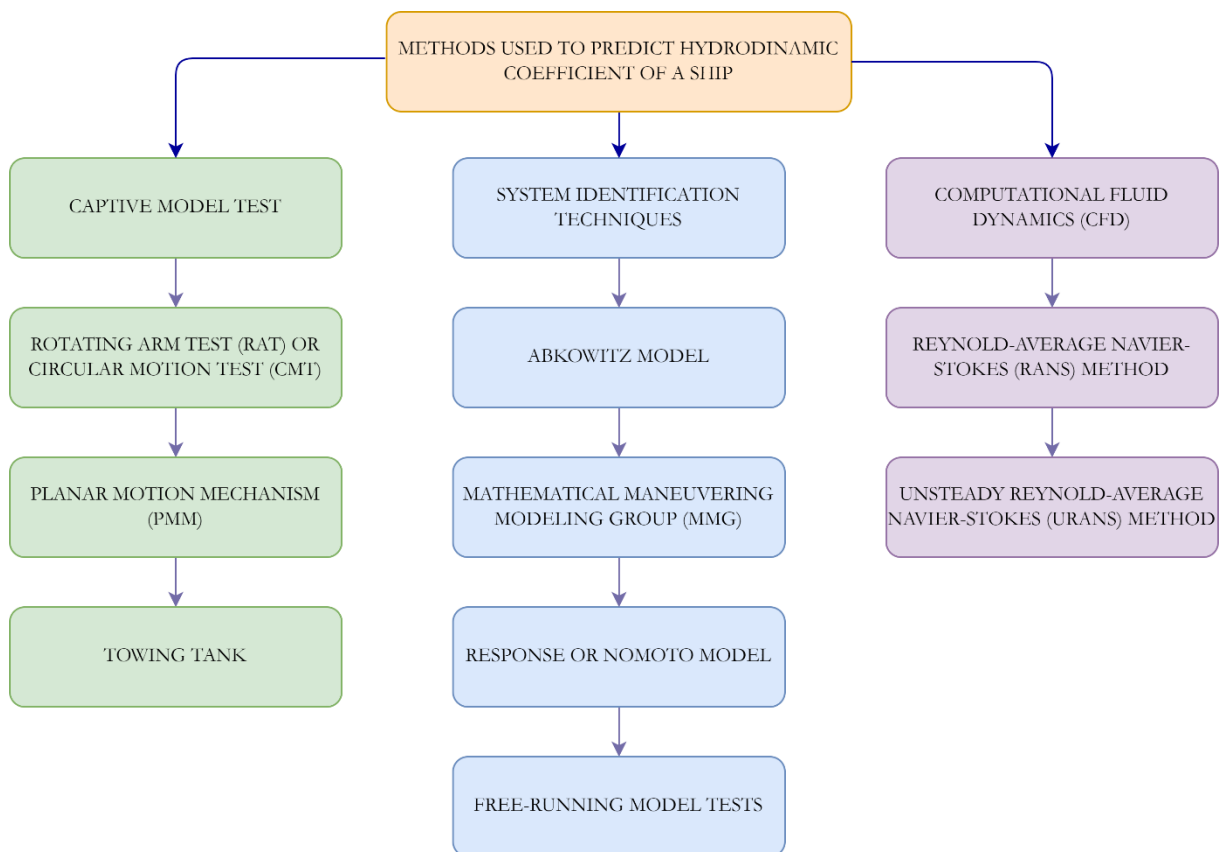 METHODS USED TO PREDICT HYDRODINAMIC
COEFFICIENT OF A SHIP
CAPTIVE MODEL TEST
ROTATING ARM TEST (RAT) OR
CIRCULAR MOTION TEST (CMT)
PLANAR MOTION MECHANISM
(PMM)
TOWING TANK
SYSTEM IDENTIFICATION
TECHNIQUES
ABKOWITZ MODEL
MATHEMATICAL MANEUVERING
MODELING GROUP (MMG)
RESPONSE OR NOMOTO MODEL
FREE-RUNNING MODEL TESTS
COMPUTATIONAL FLUID
DYNAMICS (CFD)
REYNOLD-AVERAGE NAVIER-
STOKES (RANS) METHOD
UNSTEADY REYNOLD-AVERAGE
NAVIER-STOKES (URANS) METHOD